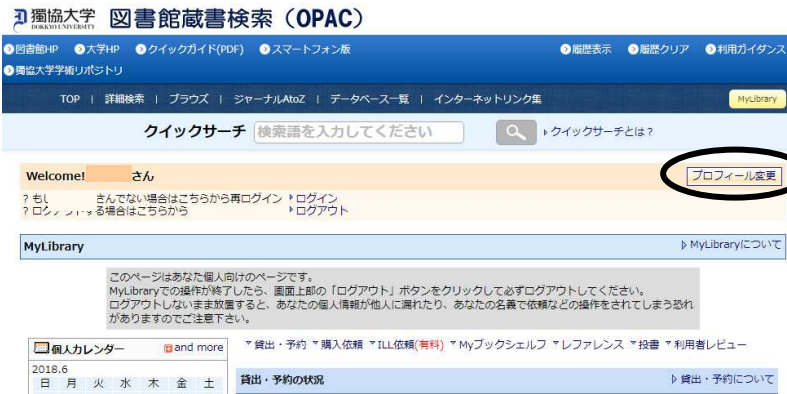 獨協大学 図書館蔵書検索（OPAC）
DOKKYO UNIVERSITY
図書館HP 大学HP クイックガイド(PDF) スマートフォン版 履歴表示 履歴クリア 利用ガイダンス
獨協大学学術リポジトリ
TOP | 詳細検索 | ブラウズ | ジャーナルAtoZ | データベース一覧 | インターネットリンク集 MyLibrary
クイックサーチ 検索語を入力してください クイックサーチとは？
Welcome! さん プロフィール変更
? もし さんでない場合はこちらから再ログイン ログイン
? ログアウトする場合はこちらから ログアウト
MyLibrary MyLibraryについて
このページはあなた個人向けのページです。
MyLibraryでの操作が終了したら、画面上部の「ログアウト」ボタンをクリックして必ずログアウトしてください。
ログアウトしないまま放置すると、あなたの個人情報が他人に漏れたり、あなたの名義で依頼などの操作をされてしまう恐れ
がありますのでご注意下さい。
個人カレンダー and more 貸出・予約 購入依頼 ILL依頼(有料) Myブックシェルフ レファレンス 投書 利用者レビュー
2018.6
日 月 火 水 木 金 土 貸出・予約の状況 貸出・予約について